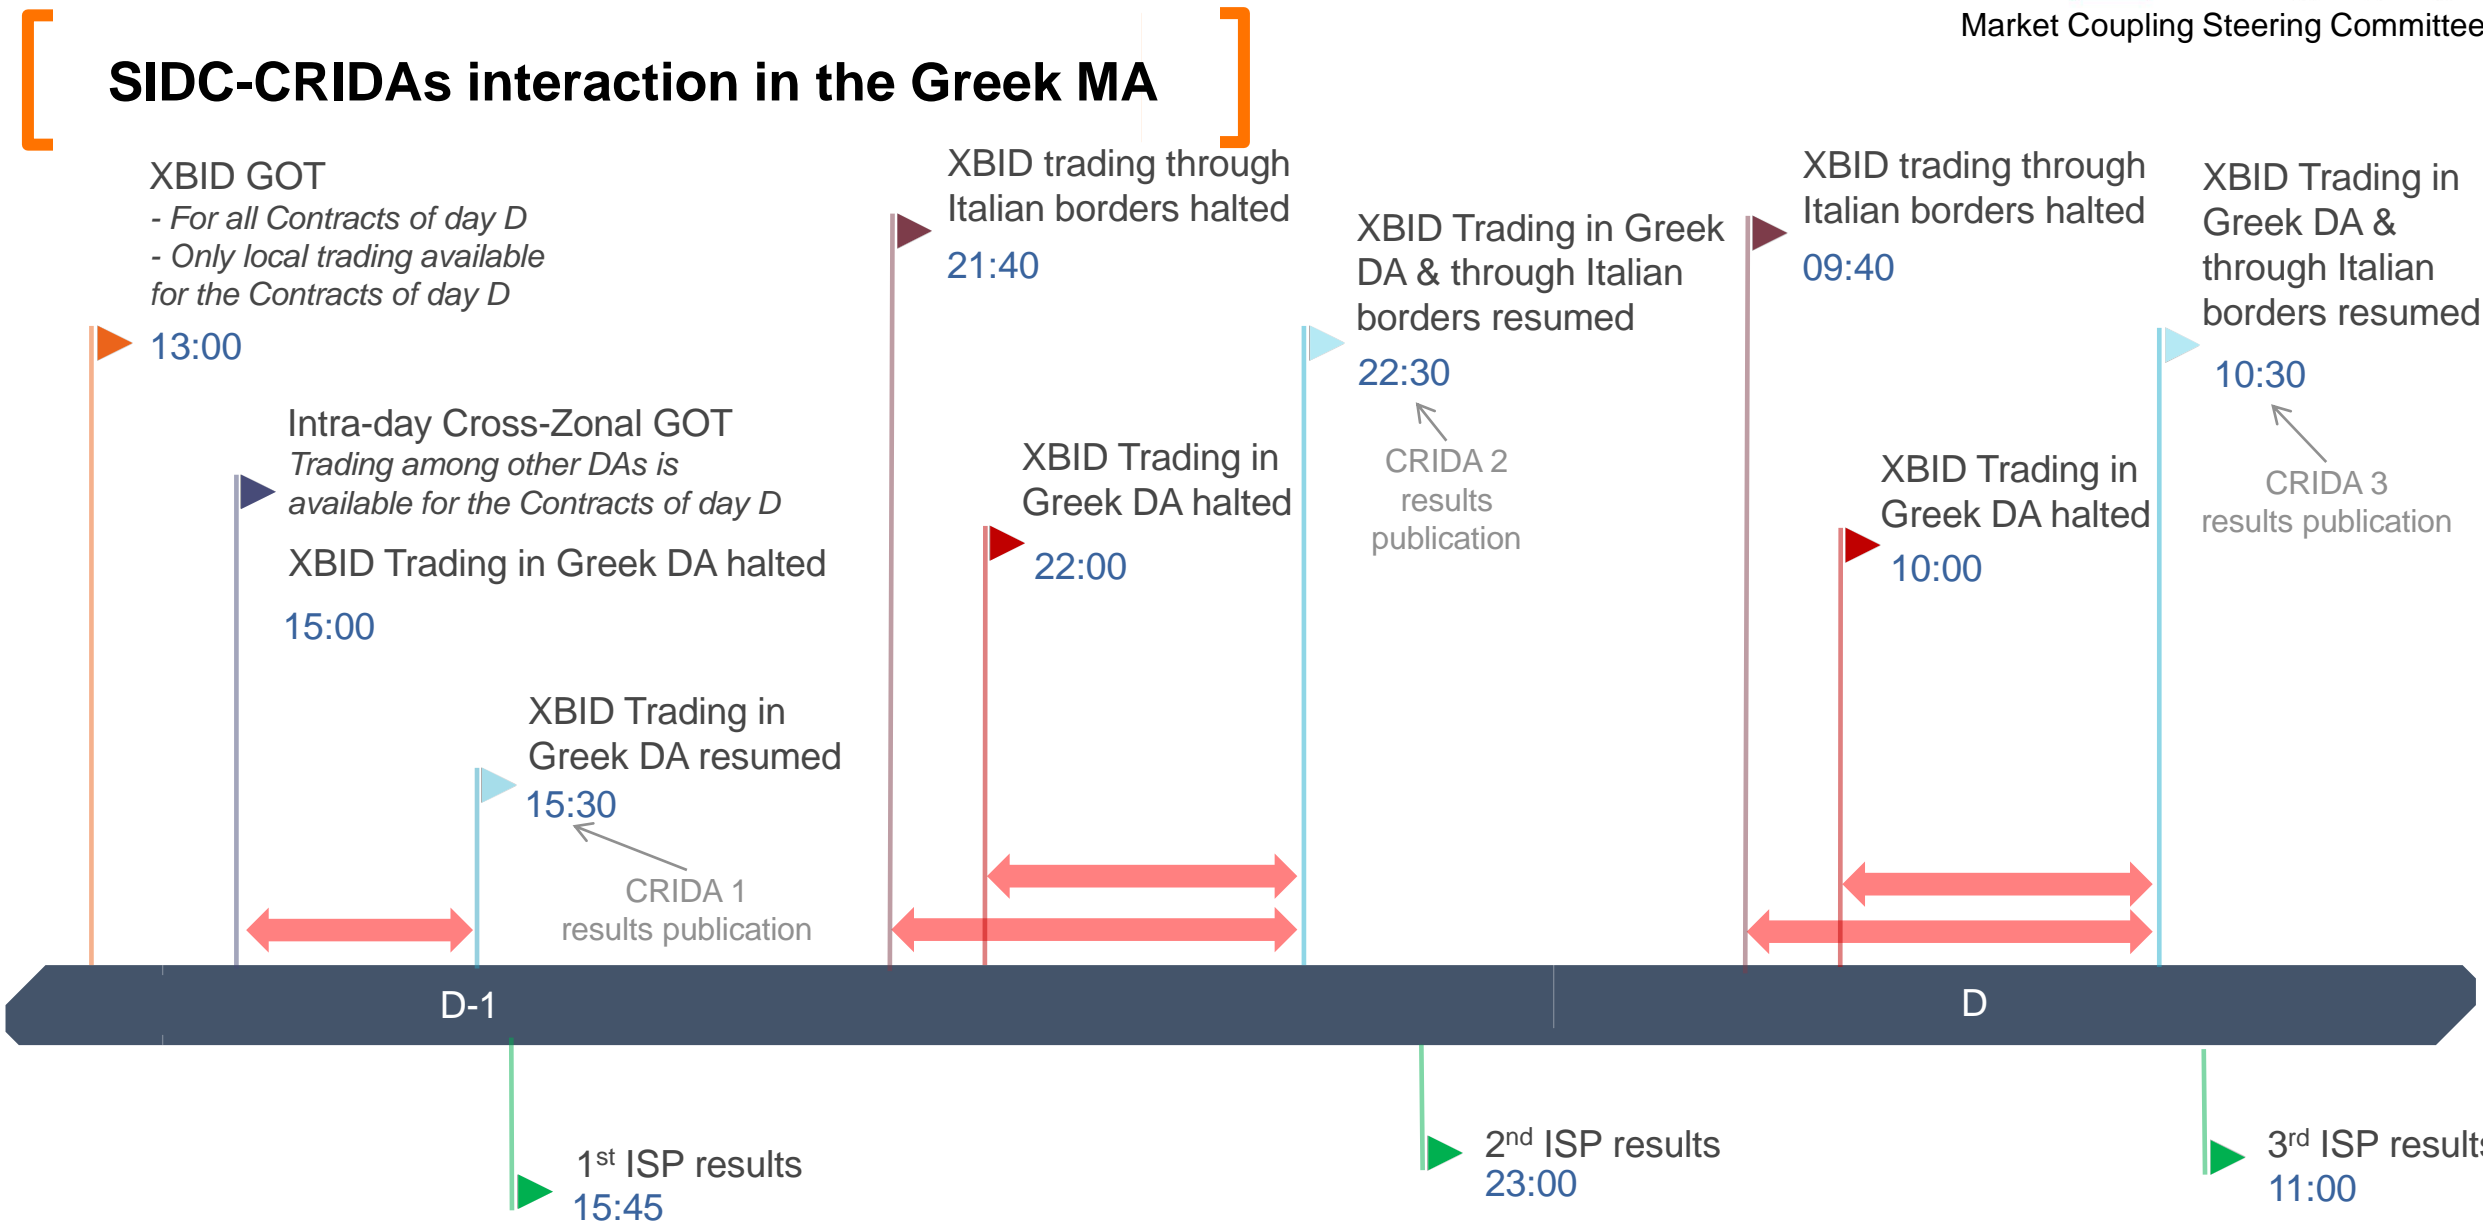 Market Coupling Steering Committee
SIDC-CRIDAs interaction in the Greek MA
XBID GOT
- For all Contracts of day D
- Only local trading available
for the Contracts of day D
13:00
Intra-day Cross-Zonal GOT
Trading among other DAs is
available for the Contracts of day D
XBID Trading in Greek DA halted
15:00
XBID Trading in
Greek DA resumed
15:30
CRIDA 1
results publication
XBID trading through
Italian borders halted
21:40
XBID Trading in
Greek DA halted
22:00
XBID Trading in Greek
DA & through Italian
borders resumed
22:30
CRIDA 2
results
publication
XBID trading through
Italian borders halted
09:40
XBID Trading in
Greek DA halted
10:00
XBID Trading in
Greek DA &
through Italian
borders resumed
10:30
CRIDA 3
results publication
D-1
D
1st ISP results
15:45
2nd ISP results
23:00
3rd ISP results
11:00